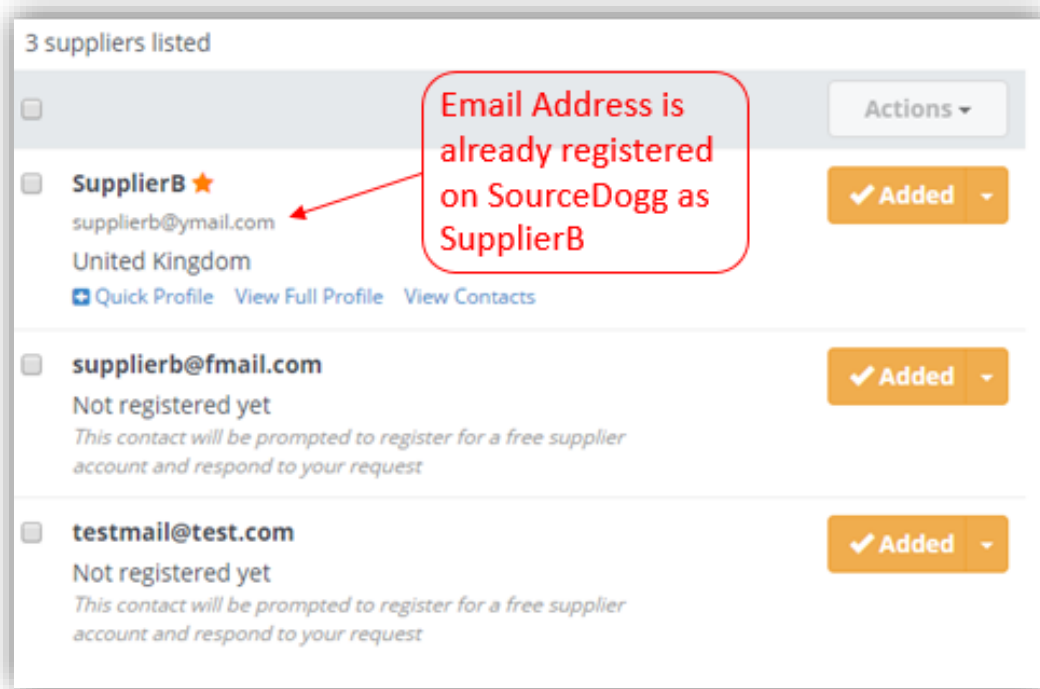 3 suppliers listed
Email Address is
already registered
on SourceDogg as
SupplierB
Actions
SupplierB
supplierb@ymail.com
United Kingdom
Quick Profile View Full Profile View Contacts
Added
supplierb@fmail.com
Not registered yet
This contact will be prompted to register for a free supplier
account and respond to your request
Added
testmail@test.com
Not registered yet
This contact will be prompted to register for a free supplier
account and respond to your request
Added